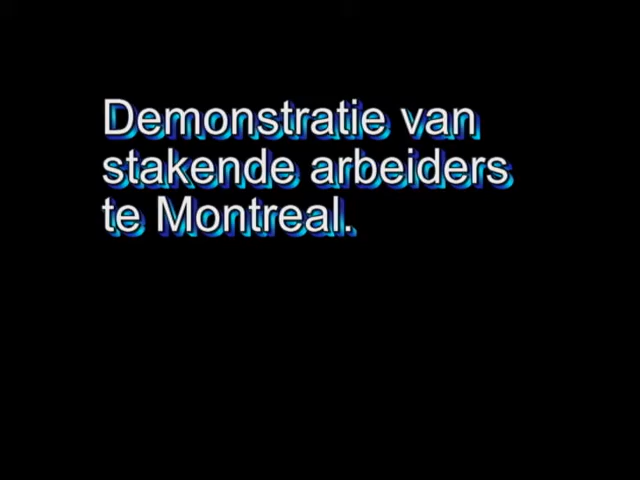 Demonstratie van
stakende arbeiders
te Montreal.